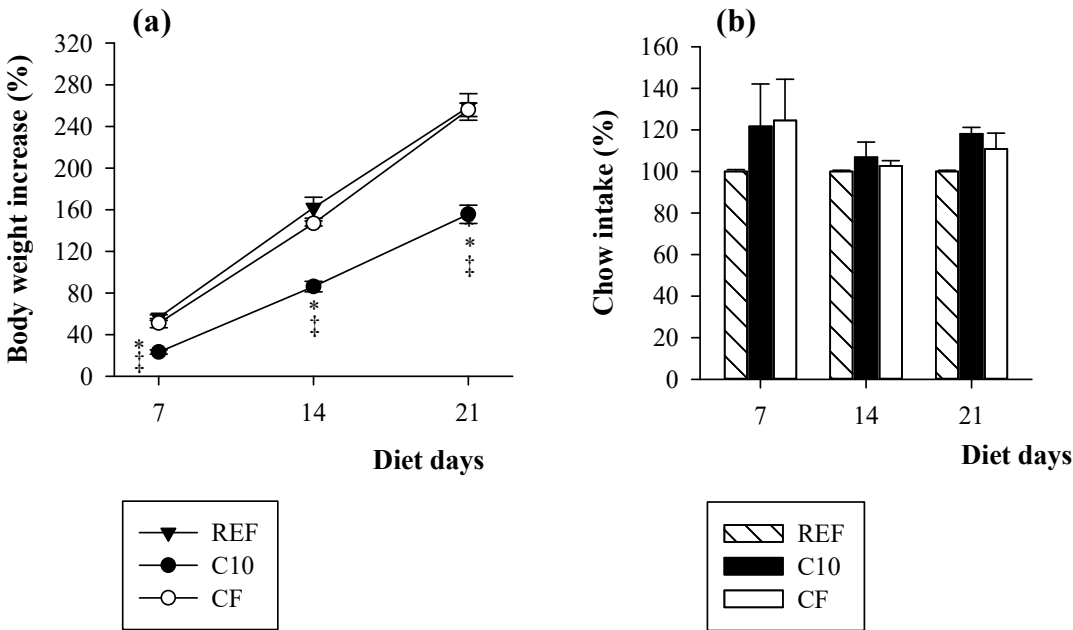 (a)
Body weight increase (%)
320
280
240
200
160
120
80
40
0
*
‡
*
‡
*
‡
7
14
21
Diet days
REF
C10
CF
(b)
Chow intake (%)
160
140
120
100
80
60
40
20
0
7
14
21
Diet days
REF
C10
CF